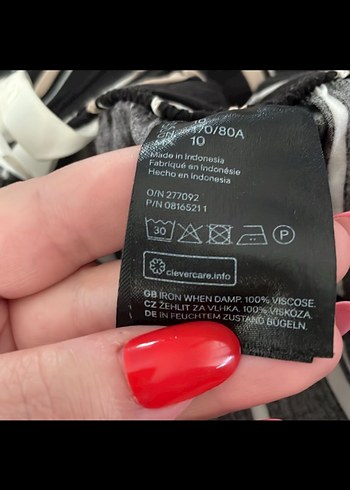 170/80A
MX 10
Made in Indonesia
Fabriqué en Indonésie
Hecho en Indonesia
O/N 277092
P/N 08165211
30 P
clevercare.info
GB IRON WHEN DAMP. 100% VISCOSE.
CZ ŽEHLIT ZA VLHKA. 100% VISKÓZA.
DE IN FEUCHTEM ZUSTAND BÜGELN.